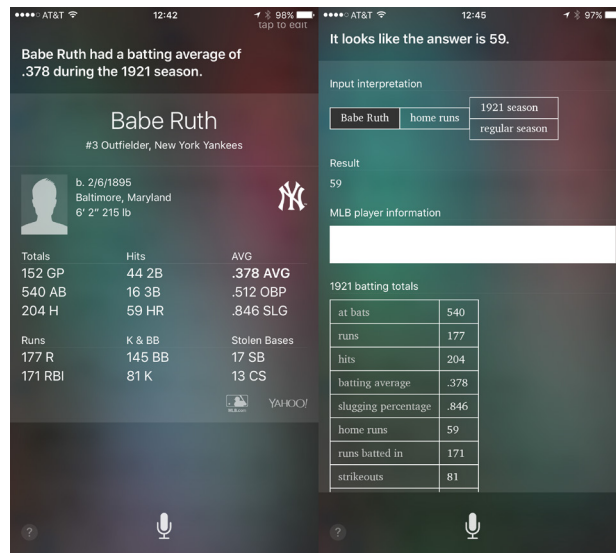 AT&T 12:42 98%
tap to edit
Babe Ruth had a batting average of
.378 during the 1921 season.
Babe Ruth
#3 Outfielder, New York Yankees
b. 2/6/1895
Baltimore, Maryland
6' 2" 215 lb
NY
Totals Hits AVG
152 GP 44 2B .378 AVG
540 AB 16 3B .512 OBP
204 H 59 HR .846 SLG
Runs K & BB Stolen Bases
177 R 145 BB 17 SB
171 RBI 81 K 13 CS
MLB.com YAHOO!
?
AT&T 12:45 97%
It looks like the answer is 59.
Input interpretation
Babe Ruth home runs 1921 season
regular season
Result
59
MLB player information
1921 batting totals
at bats 540
runs 177
hits 204
batting average .378
slugging percentage .846
home runs 59
runs batted in 171
strikeouts 81
?